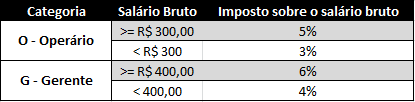 Categoria Salário Bruto Imposto sobre o salário bruto
O - Operário >= R$ 300,00 5%
< R$ 300 3%
G - Gerente >= R$ 400,00 6%
< 400,00 4%